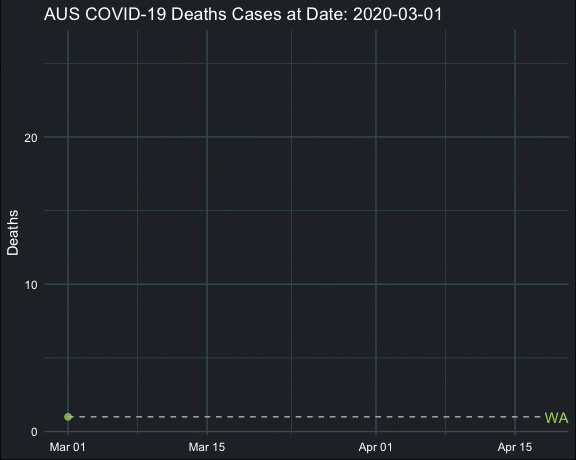 AUS COVID-19 Deaths Cases at Date: 2020-03-01
20
Deaths
10
WA
0
Mar 01 Mar 15 Apr 01 Apr 15